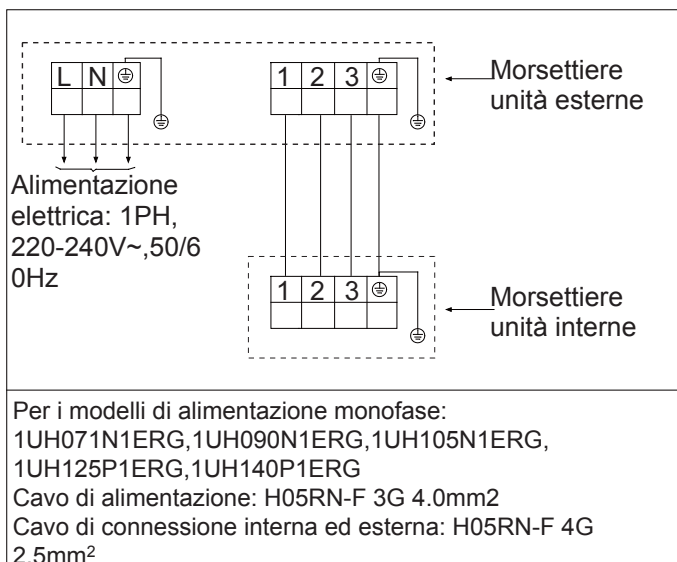 L N
1 2 3
Morsettiere
unità esterne
Alimentazione
elettrica: 1PH,
220-240V~,50/6
0Hz
1 2 3
Morsettiere
unità interne
Per i modelli di alimentazione monofase:
1UH071N1ERG,1UH090N1ERG,1UH105N1ERG,
1UH125P1ERG,1UH140P1ERG
Cavo di alimentazione: H05RN-F 3G 4.0mm2
Cavo di connessione interna ed esterna: H05RN-F 4G
2.5mm²